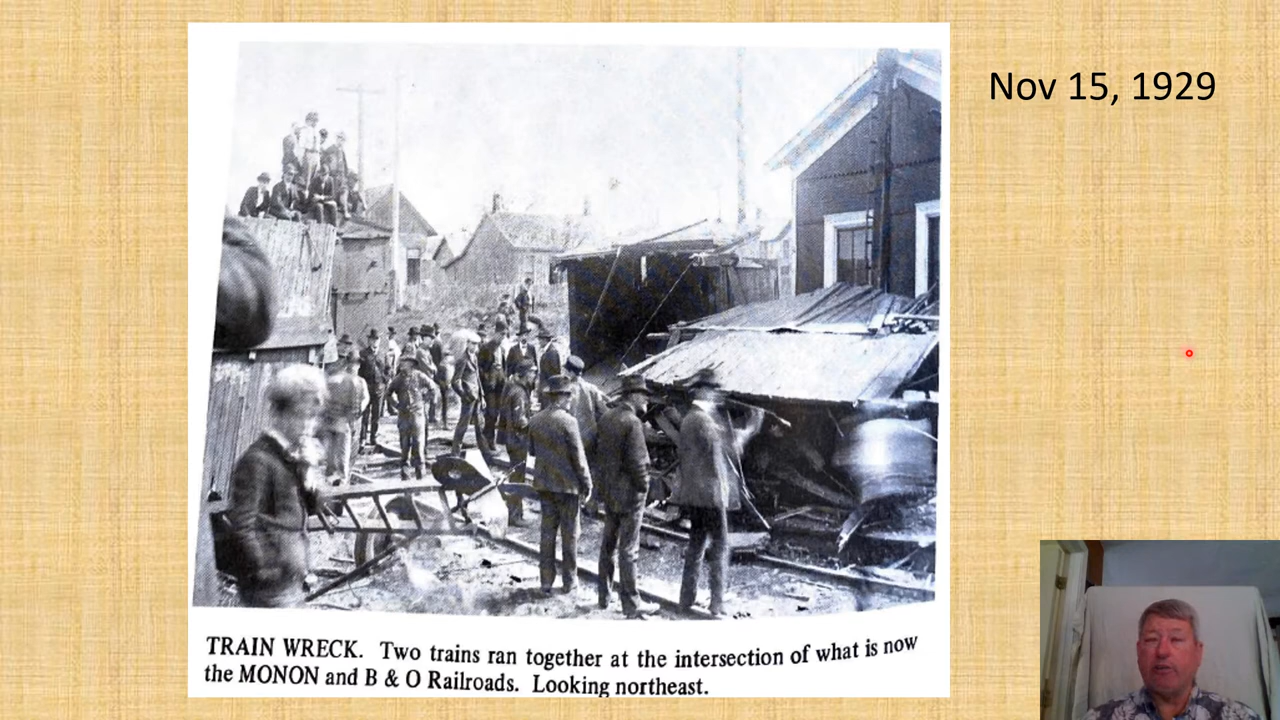 Nov 15, 1929
TRAIN WRECK. Two trains ran together at the intersection of what is now
the MONON and B & O Railroads. Looking northeast.